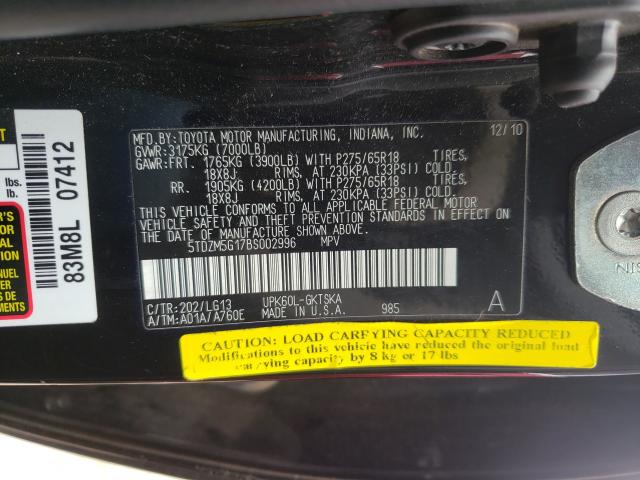 MFD. BY: TOYOTA MOTOR MANUFACTURING, INDIANA, INC. 12/10
GVWR: 3175KG (7000LB)
GAWR: FRT. 1765KG (3900LB) WITH P275/65R18 TIRES,
18X8J RIMS, AT 230KPA (33PSI) COLD
RR. 1905KG (4200LB) WITH P275/65R18 TIRES,
18X8J RIMS, AT 230KPA (33PSI) COLD
THIS VEHICLE CONFORMS TO ALL APPLICABLE FEDERAL MOTOR
VEHICLE SAFETY AND THEFT PREVENTION STANDARDS IN EFFECT ON
THE DATE OF MANUFACTURE SHOWN ABOVE.
5TDZM5G17BS002996 MPV
C/TR: 202/LG13 UPK60L-GKTSKA
A/TM: A01A/A760E MADE IN U.S.A. 985 A
CAUTION: LOAD CARFYING CAPACITY REDUCED
Modifications to this vehicle have reduced the original load
carrying capacity by 8 kg or 17 lbs
83M8L 07412
lbs.
lb.
NUEL
MENT